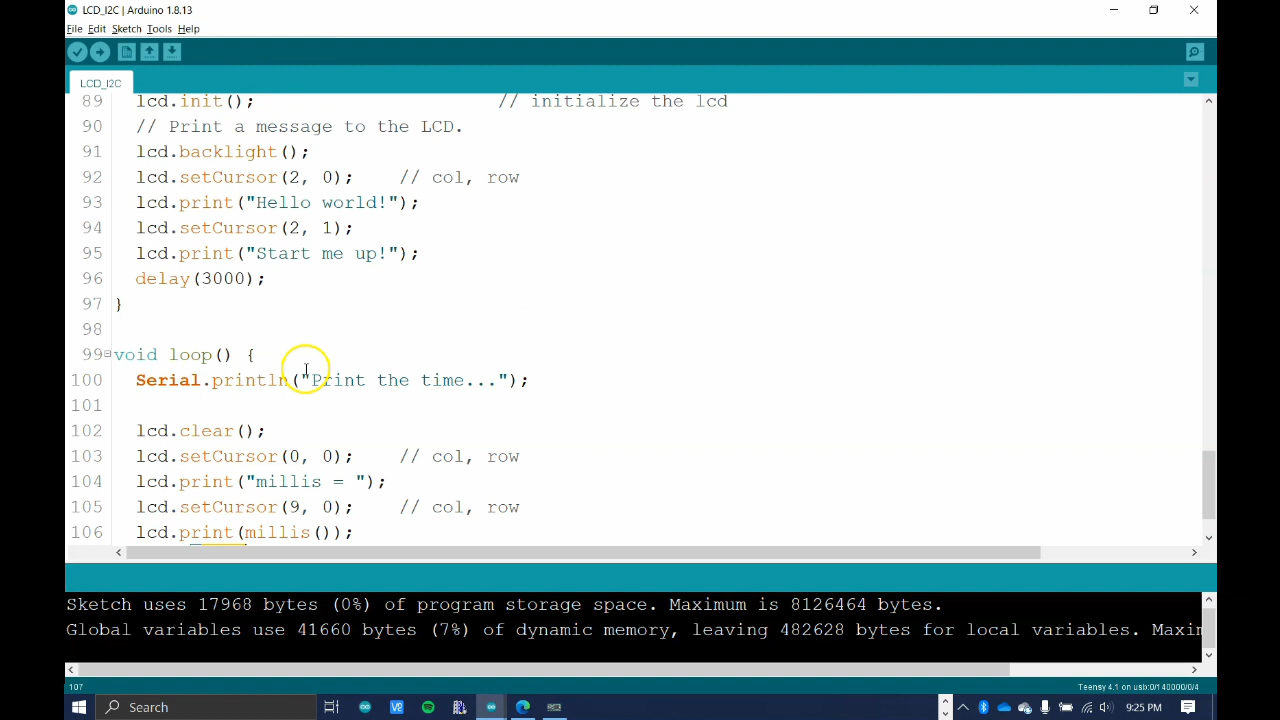 LCD_I2C | Arduino 1.8.13
File Edit Sketch Tools Help
LCD_I2C
89 lcd.init(); // initialize the lcd
90 // Print a message to the LCD.
91 lcd.backlight();
92 lcd.setCursor(2, 0); // col, row
93 lcd.print("Hello world!");
94 lcd.setCursor(2, 1);
95 lcd.print("Start me up!");
96 delay(3000);
97 }
98
99 void loop() {
100 Serial.println("Print the time...");
101
102 lcd.clear();
103 lcd.setCursor(0, 0); // col, row
104 lcd.print("millis = ");
105 lcd.setCursor(9, 0); // col, row
106 lcd.print(millis());
Sketch uses 17968 bytes (0%) of program storage space. Maximum is 8126464 bytes.
Global variables use 41660 bytes (7%) of dynamic memory, leaving 482628 bytes for local variables.
107 Teensy 4.1 on usb:0/140000/0/4
Search 9:25 PM